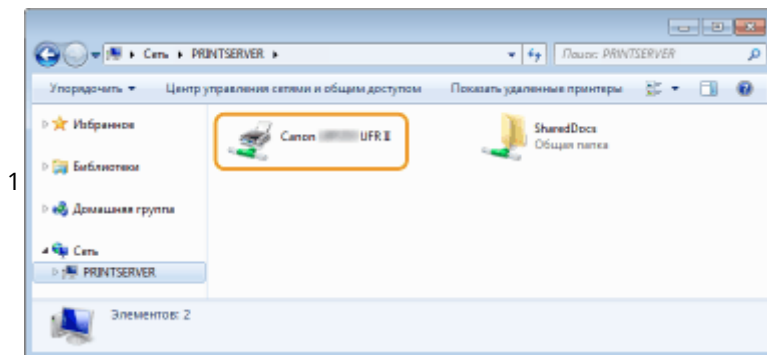 Сеть ▸ PRINTSERVER ▸
Поиск: PRINTSERVER
Упорядочить Центр управления сетями и общим доступом Показать удаленные принтеры
Избранное
Canon UFR II
SharedDocs
Общая папка
Библиотеки
1
Домашняя группа
Сеть
PRINTSERVER
Элементов: 2